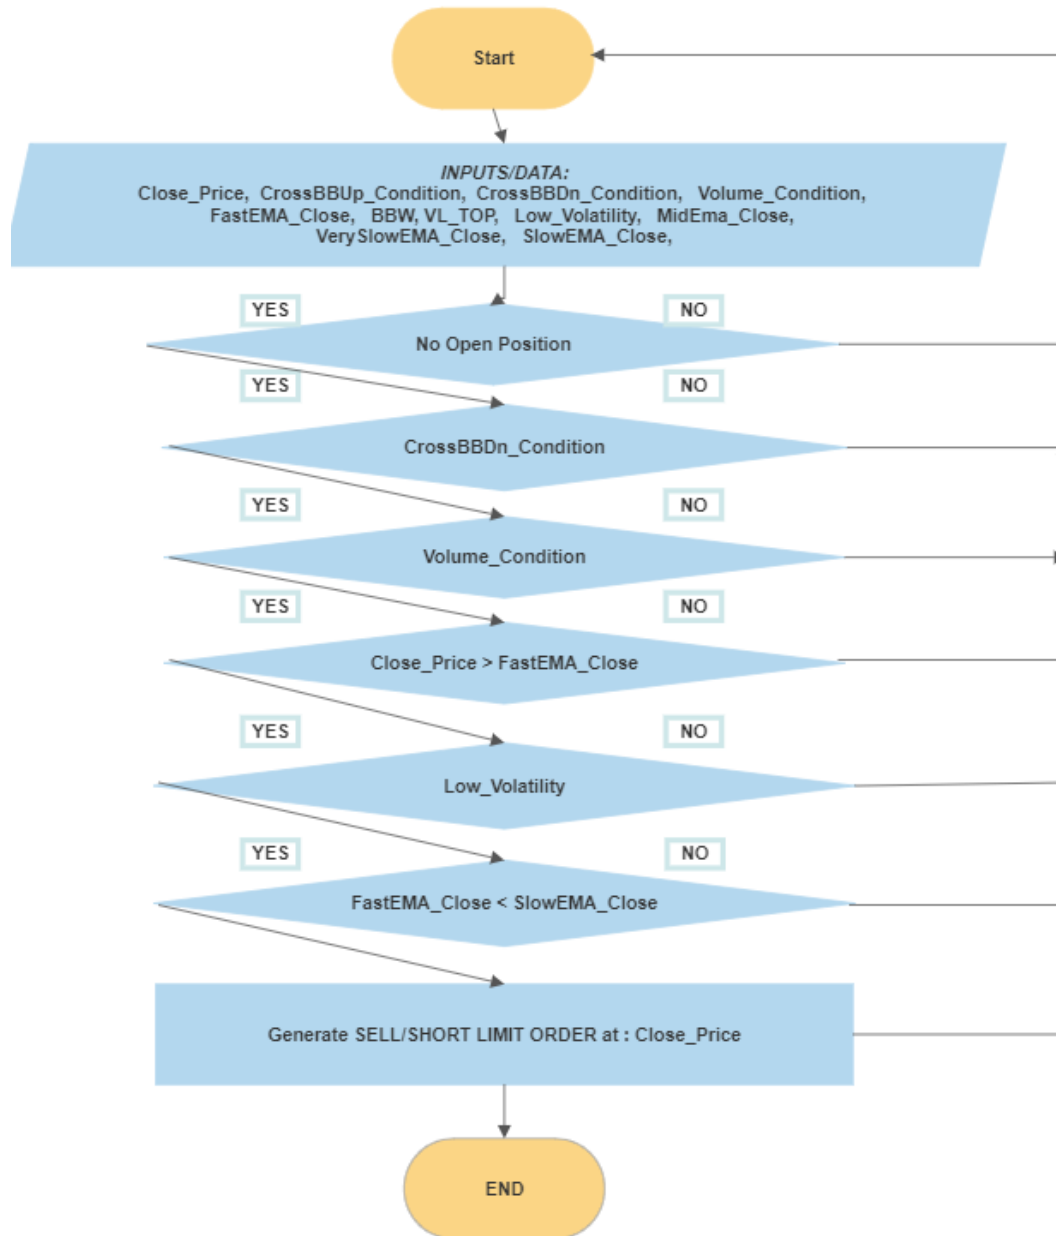 Start
INPUTS/DATA:
Close_Price, CrossBBUp_Condition, CrossBBDn_Condition, Volume_Condition,
FastEMA_Close, BBW, VL_TOP, Low_Volatility, MidEma_Close,
VerySlowEMA_Close, SlowEMA_Close,
YES
NO
No Open Position
YES
NO
CrossBBDn_Condition
YES
NO
Volume_Condition
YES
NO
Close_Price > FastEMA_Close
YES
NO
Low_Volatility
YES
NO
FastEMA_Close < SlowEMA_Close
Generate SELL/SHORT LIMIT ORDER at : Close_Price
END